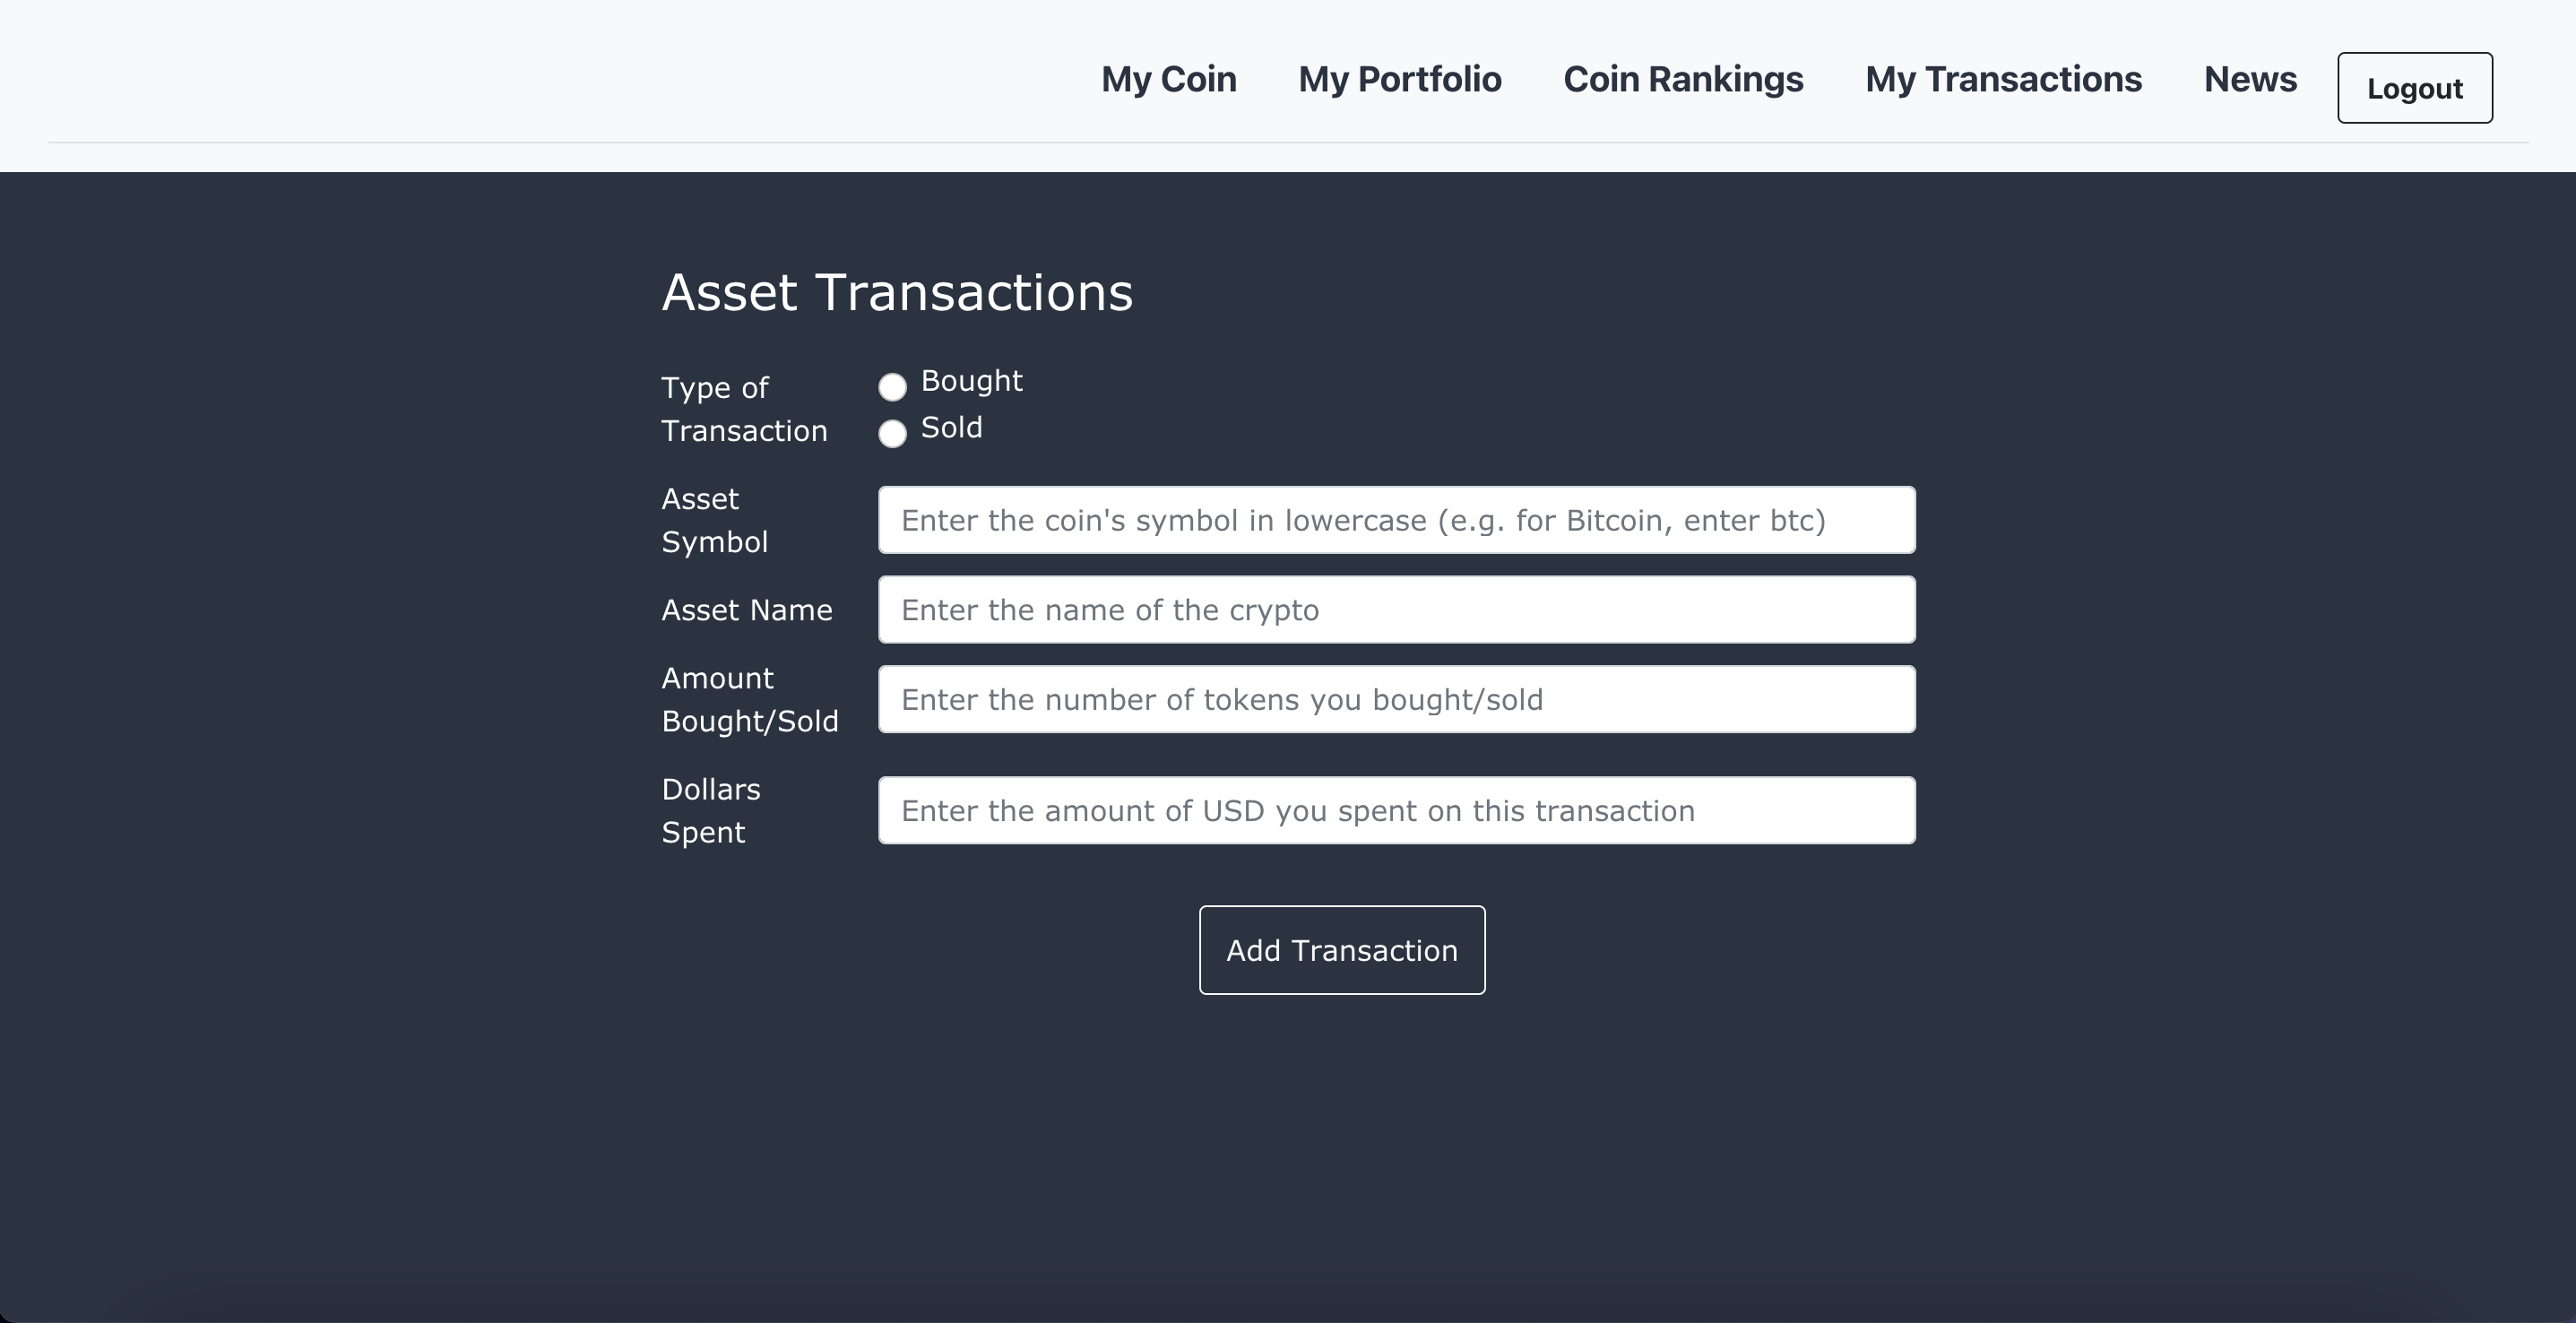 My Coin My Portfolio Coin Rankings My Transactions News Logout
Asset Transactions
Type of
Transaction
Bought
Sold
Asset
Symbol
Enter the coin's symbol in lowercase (e.g. for Bitcoin, enter btc)
Asset Name
Enter the name of the crypto
Amount
Bought/Sold
Enter the number of tokens you bought/sold
Dollars
Spent
Enter the amount of USD you spent on this transaction
Add Transaction